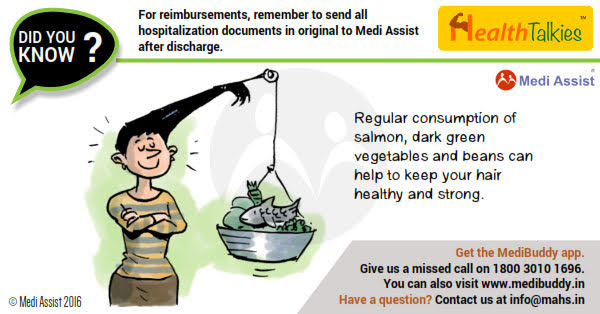 DID YOU
KNOW ?
For reimbursements, remember to send all
hospitalization documents in original to Medi Assist
after discharge.
HealthTalkies™
Medi Assist®
Regular consumption of
salmon, dark green
vegetables and beans can
help to keep your hair
healthy and strong.
Get the MediBuddy app.
Give us a missed call on 1800 3010 1696.
You can also visit www.medibuddy.in
Have a question? Contact us at info@mahs.in
© Medi Assist 2016